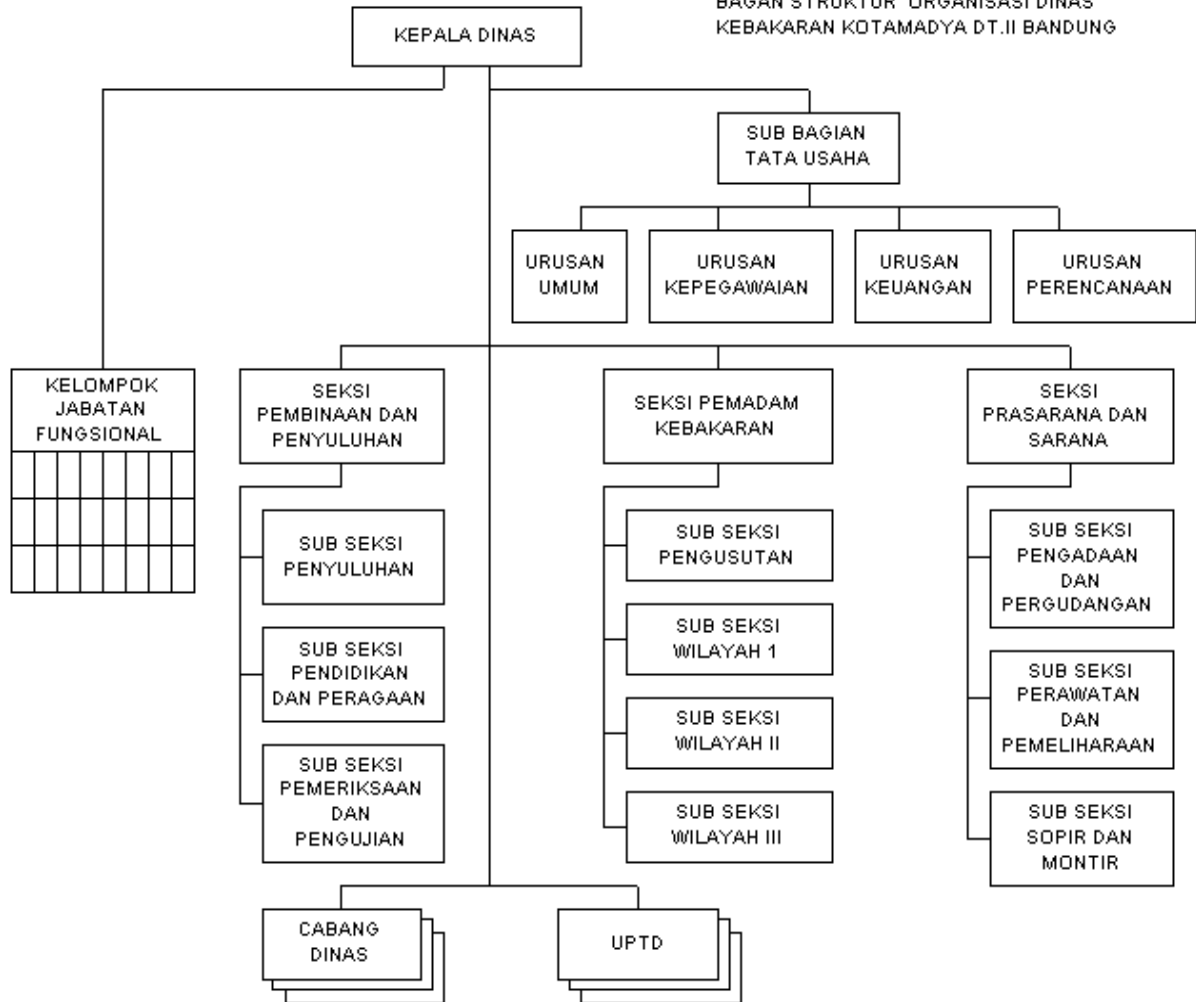 BAGAN STRUKTUR ORGANISASI DINAS
KEBAKARAN KOTAMADYA DT.II BANDUNG
KEPALA DINAS
SUB BAGIAN
TATA USAHA
URUSAN
UMUM
URUSAN
KEPEGAWAIAN
URUSAN
KEUANGAN
URUSAN
PERENCANAAN
KELOMPOK
JABATAN
FUNGSIONAL
SEKSI
PEMBINAAN DAN
PENYULUHAN
SUB SEKSI
PENYULUHAN
SUB SEKSI
PENDIDIKAN
DAN PERAGAAN
SUB SEKSI
PEMERIKSAAN
DAN
PENGUJIAN
SEKSI PEMADAM
KEBAKARAN
SUB SEKSI
PENGUSUTAN
SUB SEKSI
WILAYAH 1
SUB SEKSI
WILAYAH II
SUB SEKSI
WILAYAH III
SEKSI
PRASARANA DAN
SARANA
SUB SEKSI
PENGADAAN
DAN
PERGUDANGAN
SUB SEKSI
PERAWATAN
DAN
PEMELIHARAAN
SUB SEKSI
SOPIR DAN
MONTIR
CABANG
DINAS
UPTD